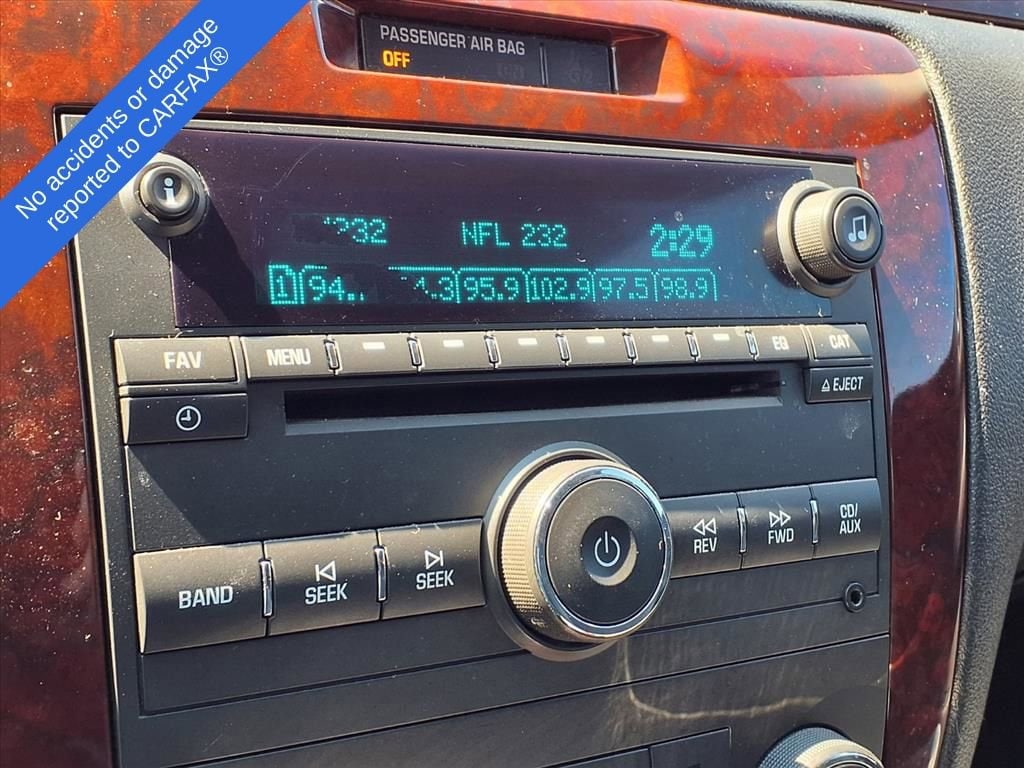 No accidents or damage
reported to CARFAX®
PASSENGER AIR BAG
OFF
NFL 232
2:29
1 95.9 102.9 97.5 98.9
FAV
MENU
EQ
CAT
EJECT
BAND
SEEK
SEEK
REV
FWD
CD/
AUX